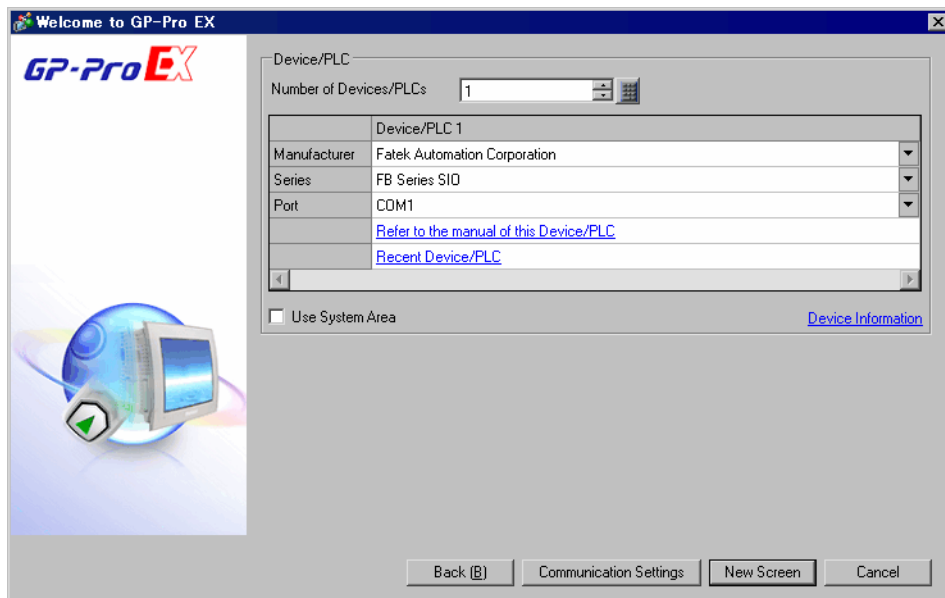 Welcome to GP-Pro EX
GP-Pro EX
Device/PLC
Number of Devices/PLCs 1
Device/PLC 1
Manufacturer Fatek Automation Corporation
Series FB Series SIO
Port COM1
Refer to the manual of this Device/PLC
Recent Device/PLC
Use System Area Device Information
Back (B) Communication Settings New Screen Cancel